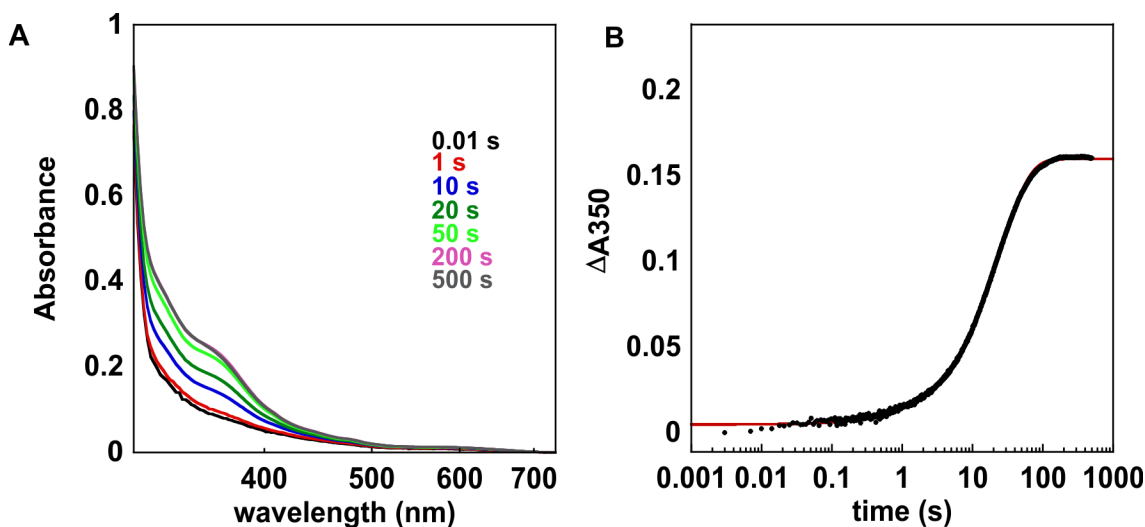 A
1
0.8
0.6
0.4
0.2
0
Absorbance
400 500 600 700
wavelength (nm)
0.01 s
1 s
10 s
20 s
50 s
200 s
500 s
B
0.2
0.15
0.1
0.05
0
ΔA350
0.001 0.01 0.1 1 10 100 1000
time (s)